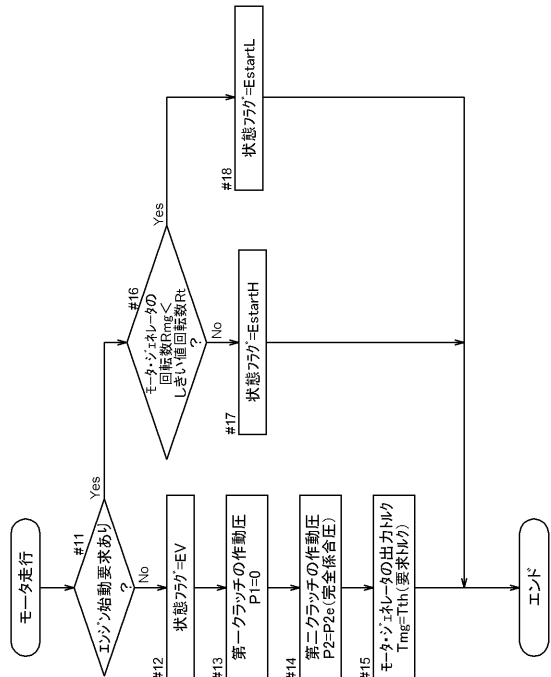 モータ走行
#11
エンジン始動要求あり
?
Yes
No
#12
状態フラグ=EV
#13
第一クラッチの作動圧
P1=0
#14
第二クラッチの作動圧
P2=P2e(完全係合圧)
#15
モータ・ジェネレータの出力トルク
Tmg=Tth(要求トルク)
#16
モータ・ジェネレータの
回転数Rmg<
しきい値回転数Rt
?
Yes
No
#17
状態フラグ=EstartH
#18
状態フラグ=EstartL
エンド